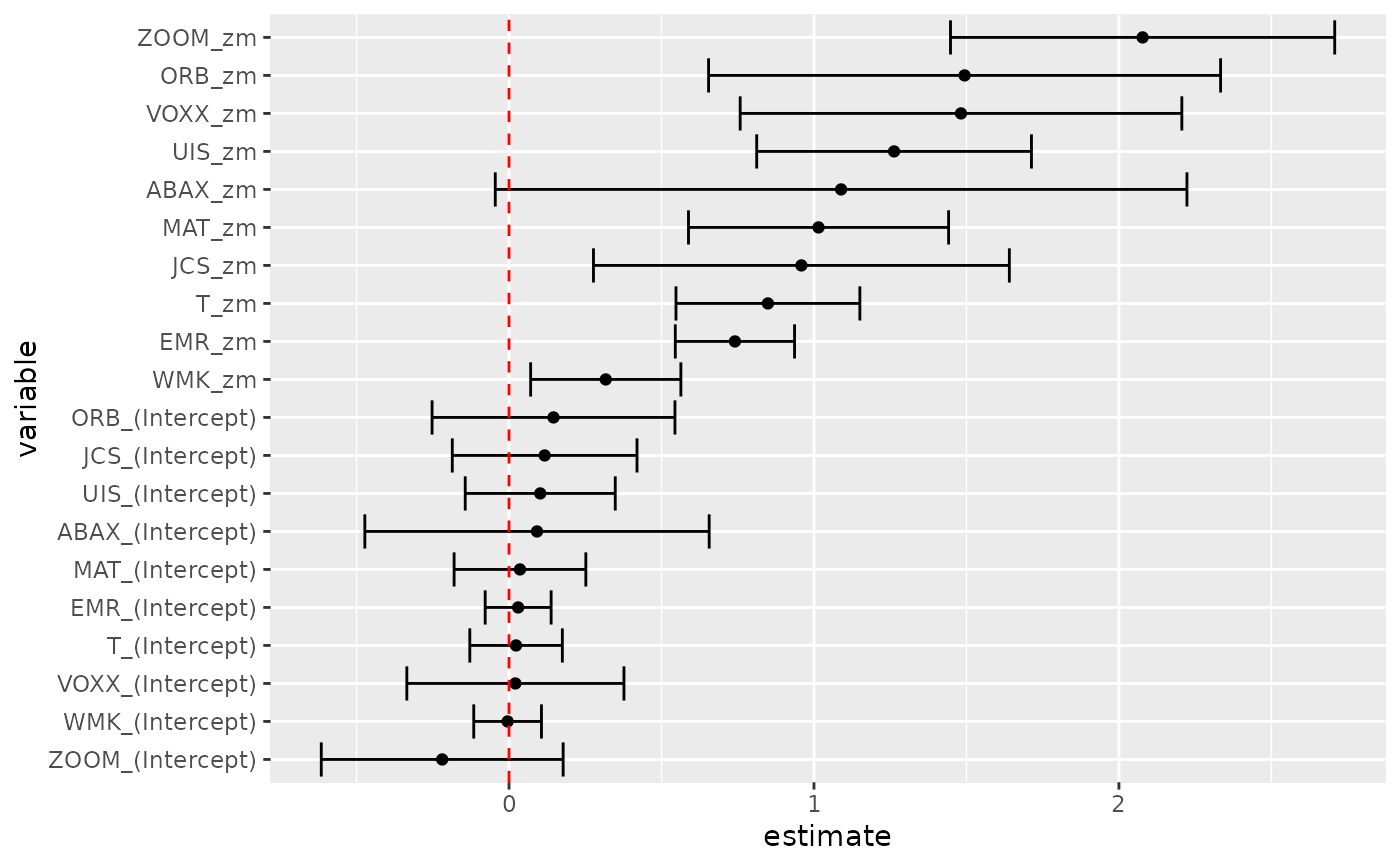 ZOOM_zm
ORB_zm
VOXX_zm
UIS_zm
ABAX_zm
MAT_zm
JCS_zm
T_zm
EMR_zm
WMK_zm
ORB_(Intercept)
JCS_(Intercept)
UIS_(Intercept)
ABAX_(Intercept)
MAT_(Intercept)
EMR_(Intercept)
T_(Intercept)
VOXX_(Intercept)
WMK_(Intercept)
ZOOM_(Intercept)
variable
0 1 2
estimate